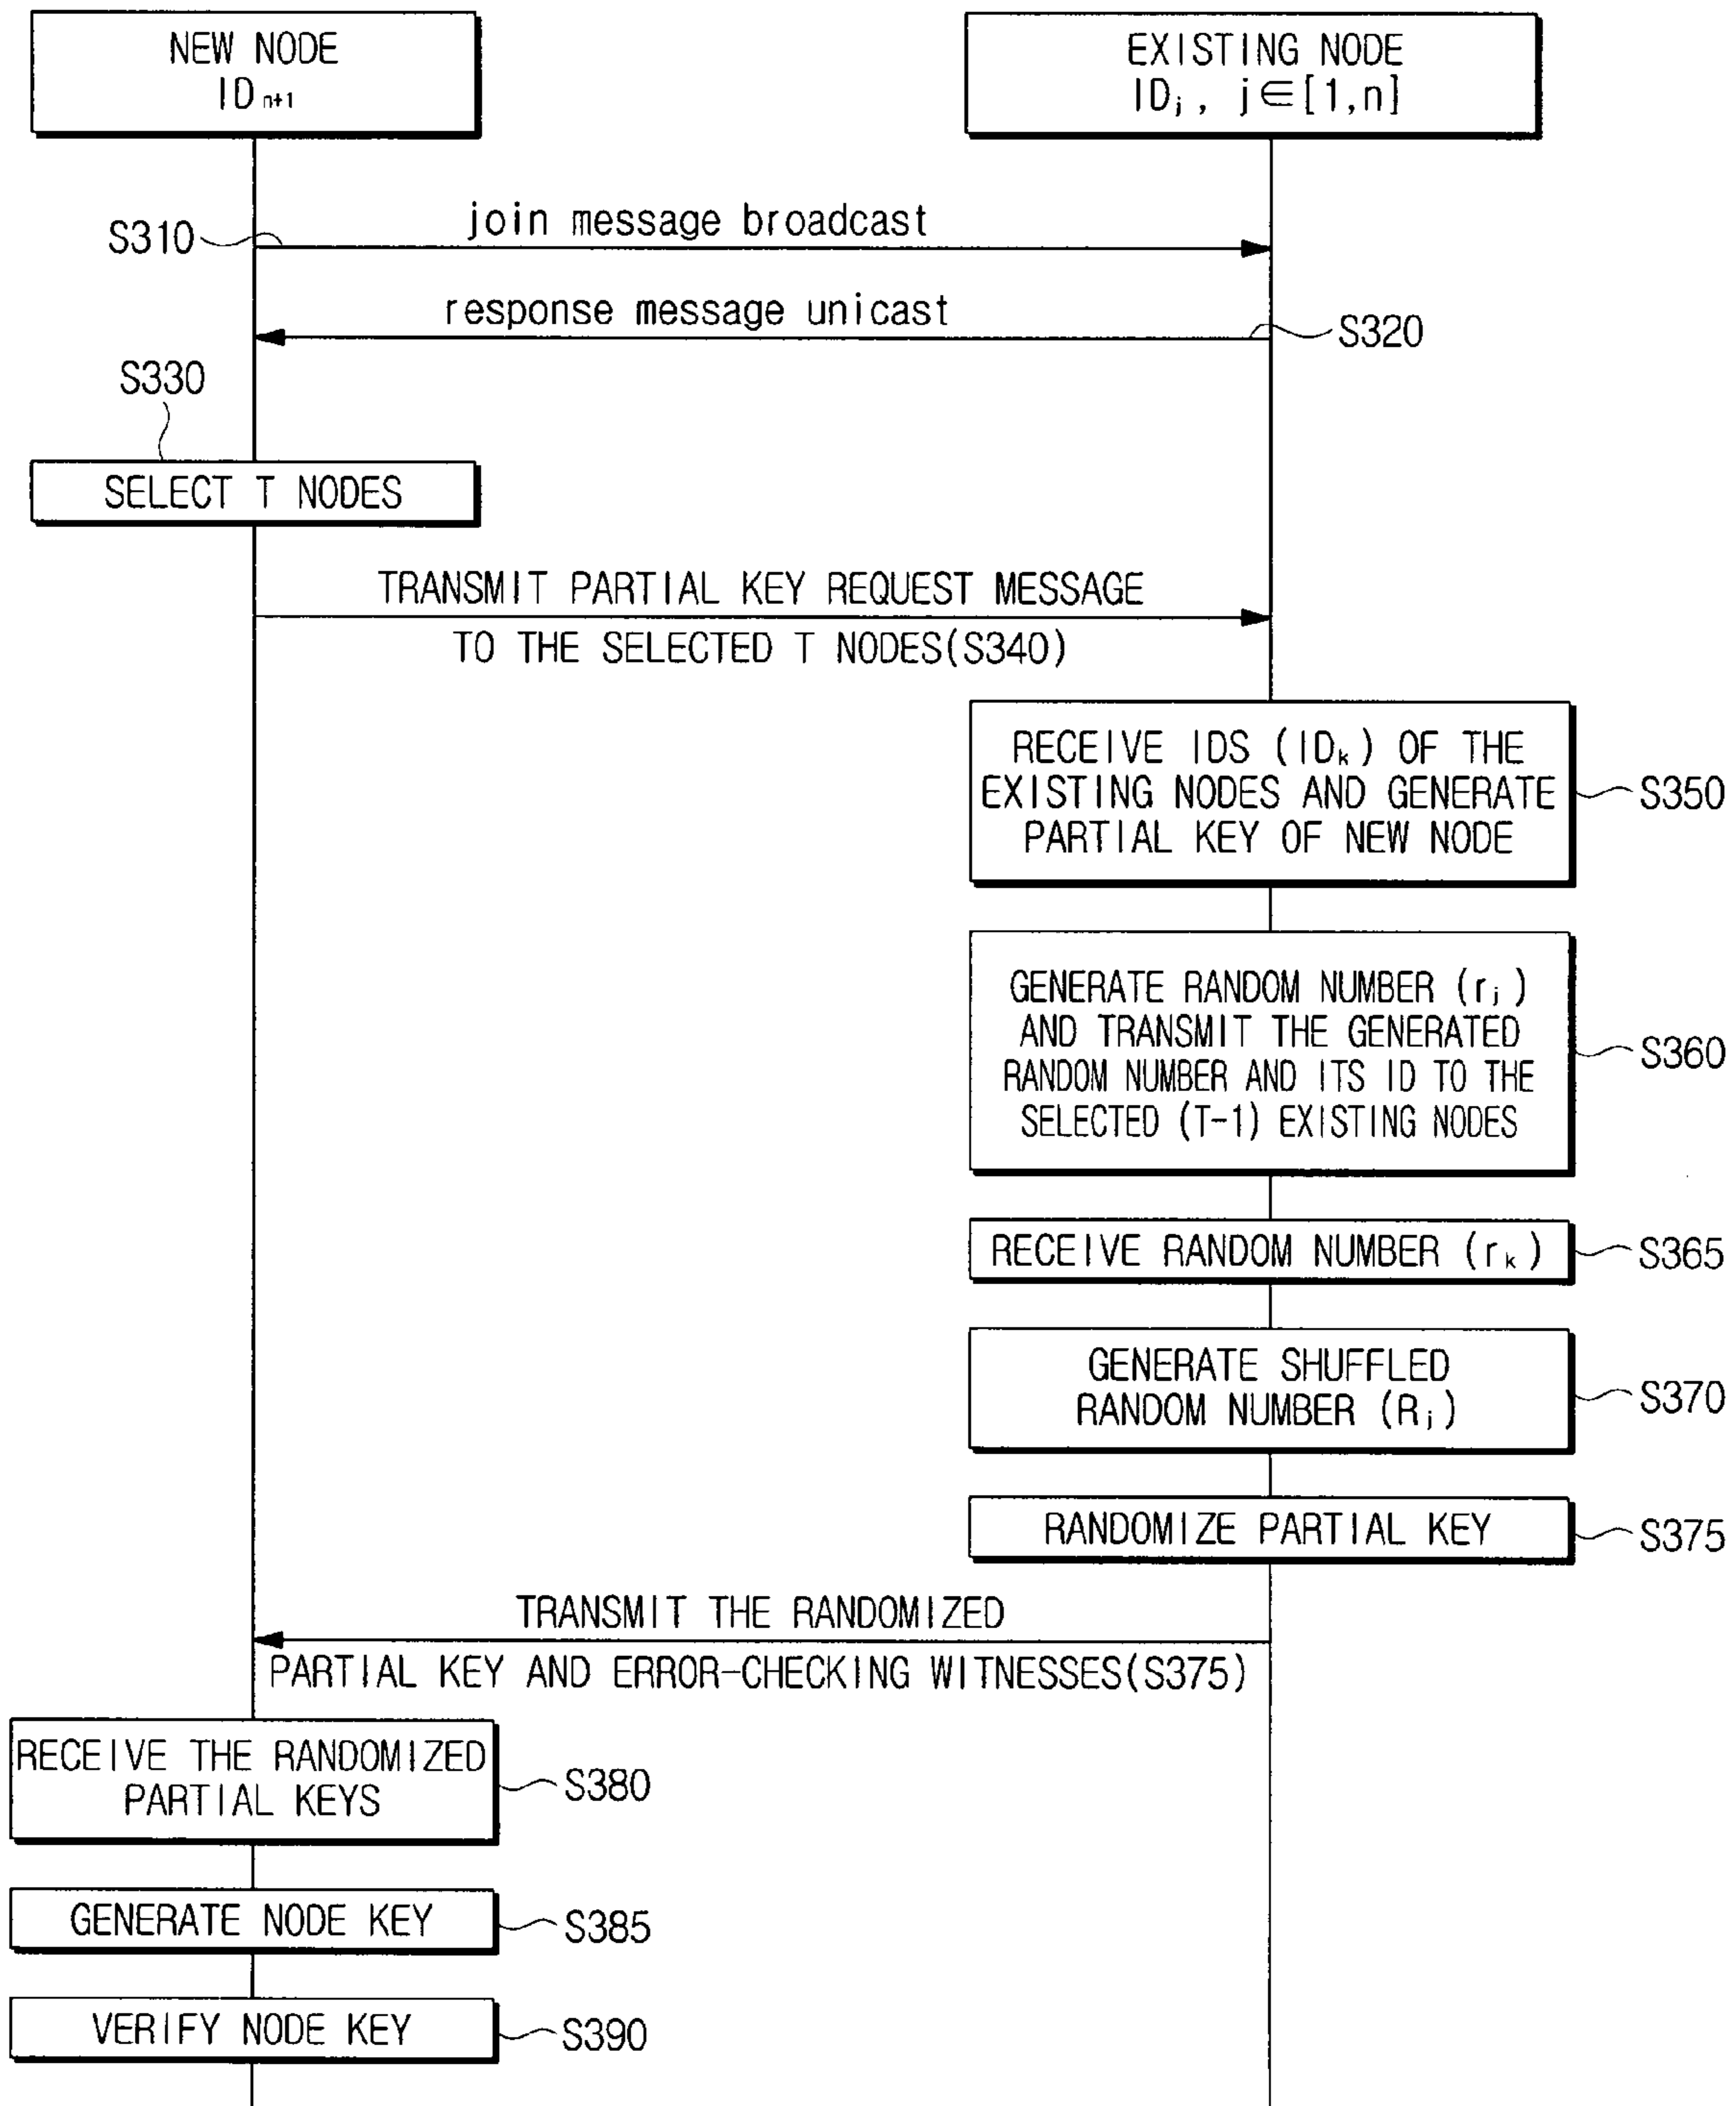 NEW NODE
IDn+1
EXISTING NODE
IDj, j∈[1,n]
join message broadcast
S310
response message unicast
S320
S330
SELECT T NODES
TRANSMIT PARTIAL KEY REQUEST MESSAGE
TO THE SELECTED T NODES(S340)
RECEIVE IDS (IDk) OF THE
EXISTING NODES AND GENERATE
PARTIAL KEY OF NEW NODE
S350
GENERATE RANDOM NUMBER (rj)
AND TRANSMIT THE GENERATED
RANDOM NUMBER AND ITS ID TO THE
SELECTED (T-1) EXISTING NODES
S360
RECEIVE RANDOM NUMBER (rk)
S365
GENERATE SHUFFLED
RANDOM NUMBER (Rj)
S370
RANDOMIZE PARTIAL KEY
S375
TRANSMIT THE RANDOMIZED
PARTIAL KEY AND ERROR-CHECKING WITNESSES(S375)
RECEIVE THE RANDOMIZED
PARTIAL KEYS
S380
GENERATE NODE KEY
S385
VERIFY NODE KEY
S390